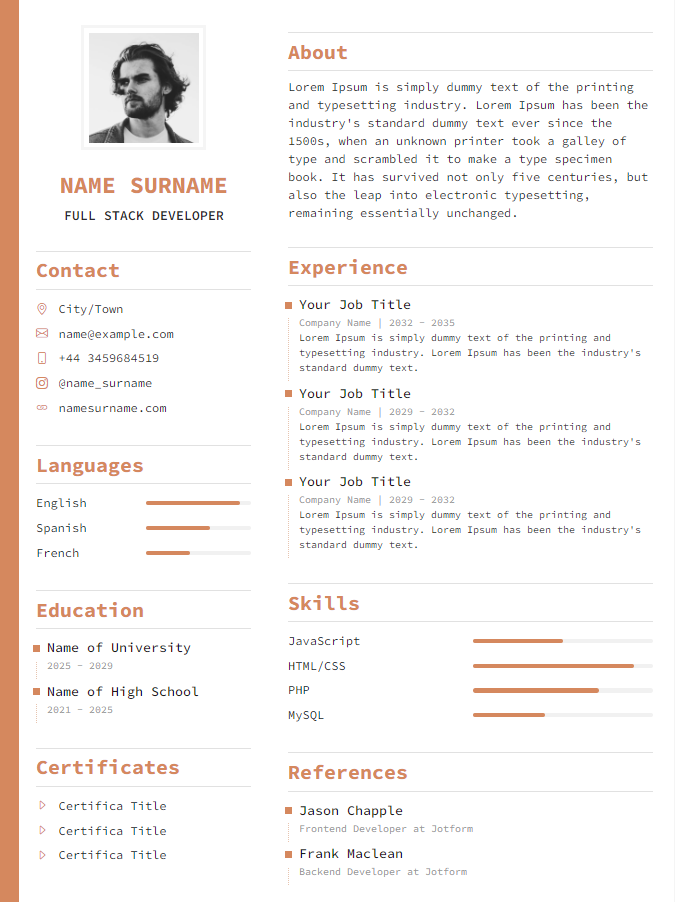 NAME SURNAME
FULL STACK DEVELOPER
Contact
City/Town
name@example.com
+44 3459684519
@name_surname
namesurname.com
Languages
English
Spanish
French
Education
Name of University
2025 - 2029
Name of High School
2021 - 2025
Certificates
Certifica Title
Certifica Title
Certifica Title
About
Lorem Ipsum is simply dummy text of the printing
and typesetting industry. Lorem Ipsum has been the
industry's standard dummy text ever since the
1500s, when an unknown printer took a galley of
type and scrambled it to make a type specimen
book. It has survived not only five centuries, but
also the leap into electronic typesetting,
remaining essentially unchanged.
Experience
Your Job Title
Company Name | 2032 - 2035
Lorem Ipsum is simply dummy text of the printing and
typesetting industry. Lorem Ipsum has been the industry's
standard dummy text.
Your Job Title
Company Name | 2029 - 2032
Lorem Ipsum is simply dummy text of the printing and
typesetting industry. Lorem Ipsum has been the industry's
standard dummy text.
Your Job Title
Company Name | 2029 - 2032
Lorem Ipsum is simply dummy text of the printing and
typesetting industry. Lorem Ipsum has been the industry's
standard dummy text.
Skills
JavaScript
HTML/CSS
PHP
MySQL
References
Jason Chapple
Frontend Developer at Jotform
Frank Maclean
Backend Developer at Jotform